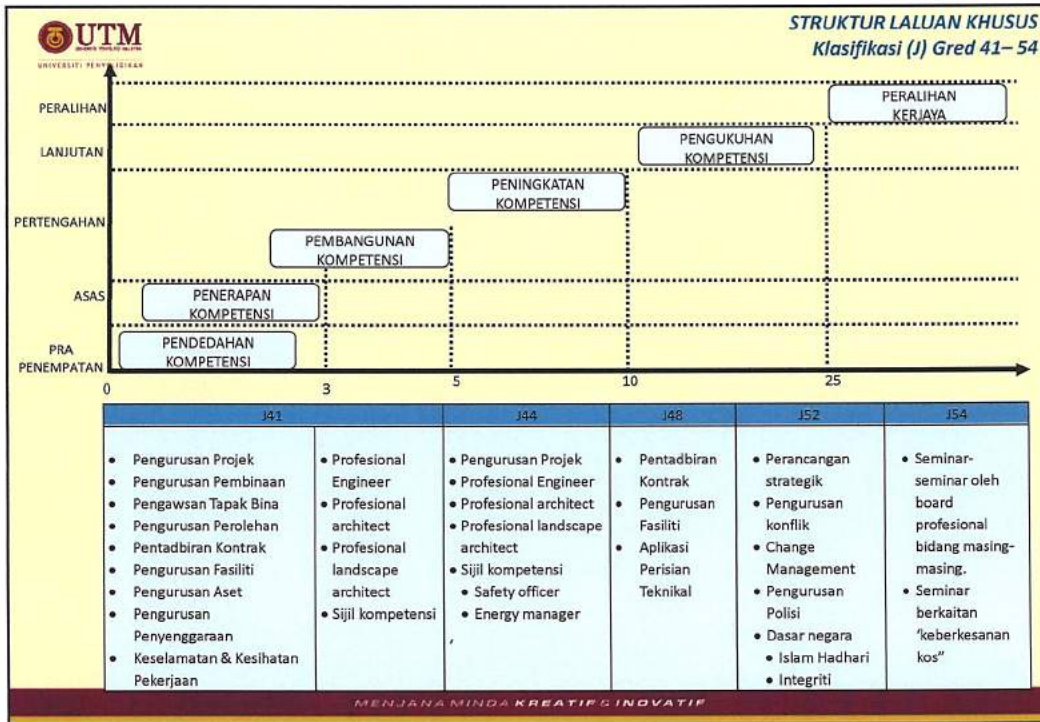 UTM
UNIVERSITI TEKNOLOGI MALAYSIA
UNIVERSITI PENYELIDIKAN
STRUKTUR LALUAN KHUSUS
Klasifikasi (J) Gred 41– 54
PERALIHAN
LANJUTAN
PERTENGAHAN
ASAS
PRA
PENEMPATAN
PERALIHAN
KERJAYA
PENGUKUHAN
KOMPETENSI
PENINGKATAN
KOMPETENSI
PEMBANGUNAN
KOMPETENSI
PENERAPAN
KOMPETENSI
PENDEDAHAN
KOMPETENSI
0 3 5 10 25
J41 J44 J48 J52 J54
• Pengurusan Projek
• Pengurusan Pembinaan
• Pengawsan Tapak Bina
• Pengurusan Perolehan
• Pentadbiran Kontrak
• Pengurusan Fasiliti
• Pengurusan Aset
• Pengurusan
Penyenggaraan
• Keselamatan & Kesihatan
Pekerjaan
• Profesional
Engineer
• Profesional
architect
• Profesional
landscape
architect
• Sijil kompetensi
• Pengurusan Projek
• Profesional Engineer
• Profesional architect
• Profesional landscape
architect
• Sijil kompetensi
• Safety officer
• Energy manager
,
• Pentadbiran
Kontrak
• Pengurusan
Fasiliti
• Aplikasi
Perisian
Teknikal
• Perancangan
strategik
• Pengurusan
konflik
• Change
Management
• Pengurusan
Polisi
• Dasar negara
• Islam Hadhari
• Integriti
• Seminar-
seminar oleh
board
profesional
bidang masing-
masing.
• Seminar
berkaitan
‘keberkesanan
kos”
MENJANA MINDA KREATIF & INOVATIF